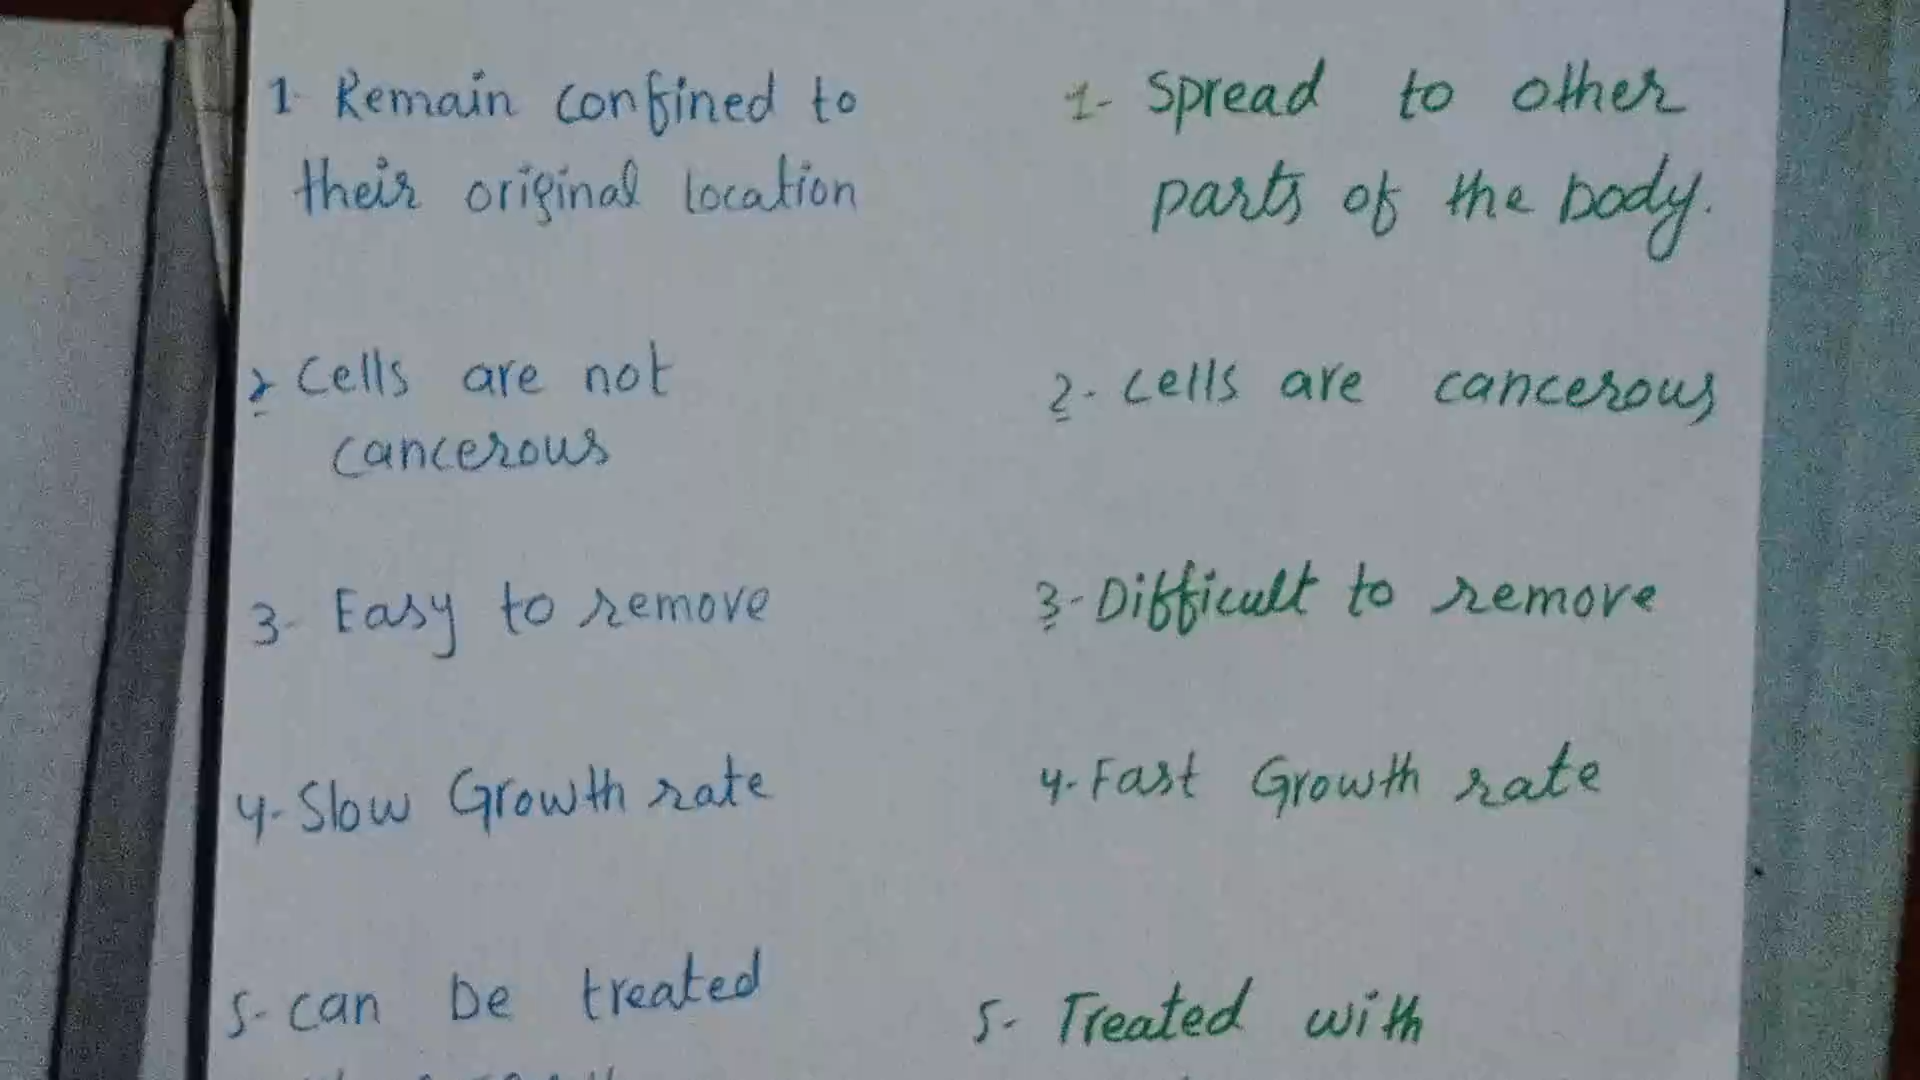 1- Remain confined to
their original location
2 Cells are not
cancerous
3- Easy to remove
4- Slow Growth rate
5- can be treated
1- Spread to other
parts of the body.
2- cells are cancerous
3- Difficult to remove
4- Fast Growth rate
5- Treated with